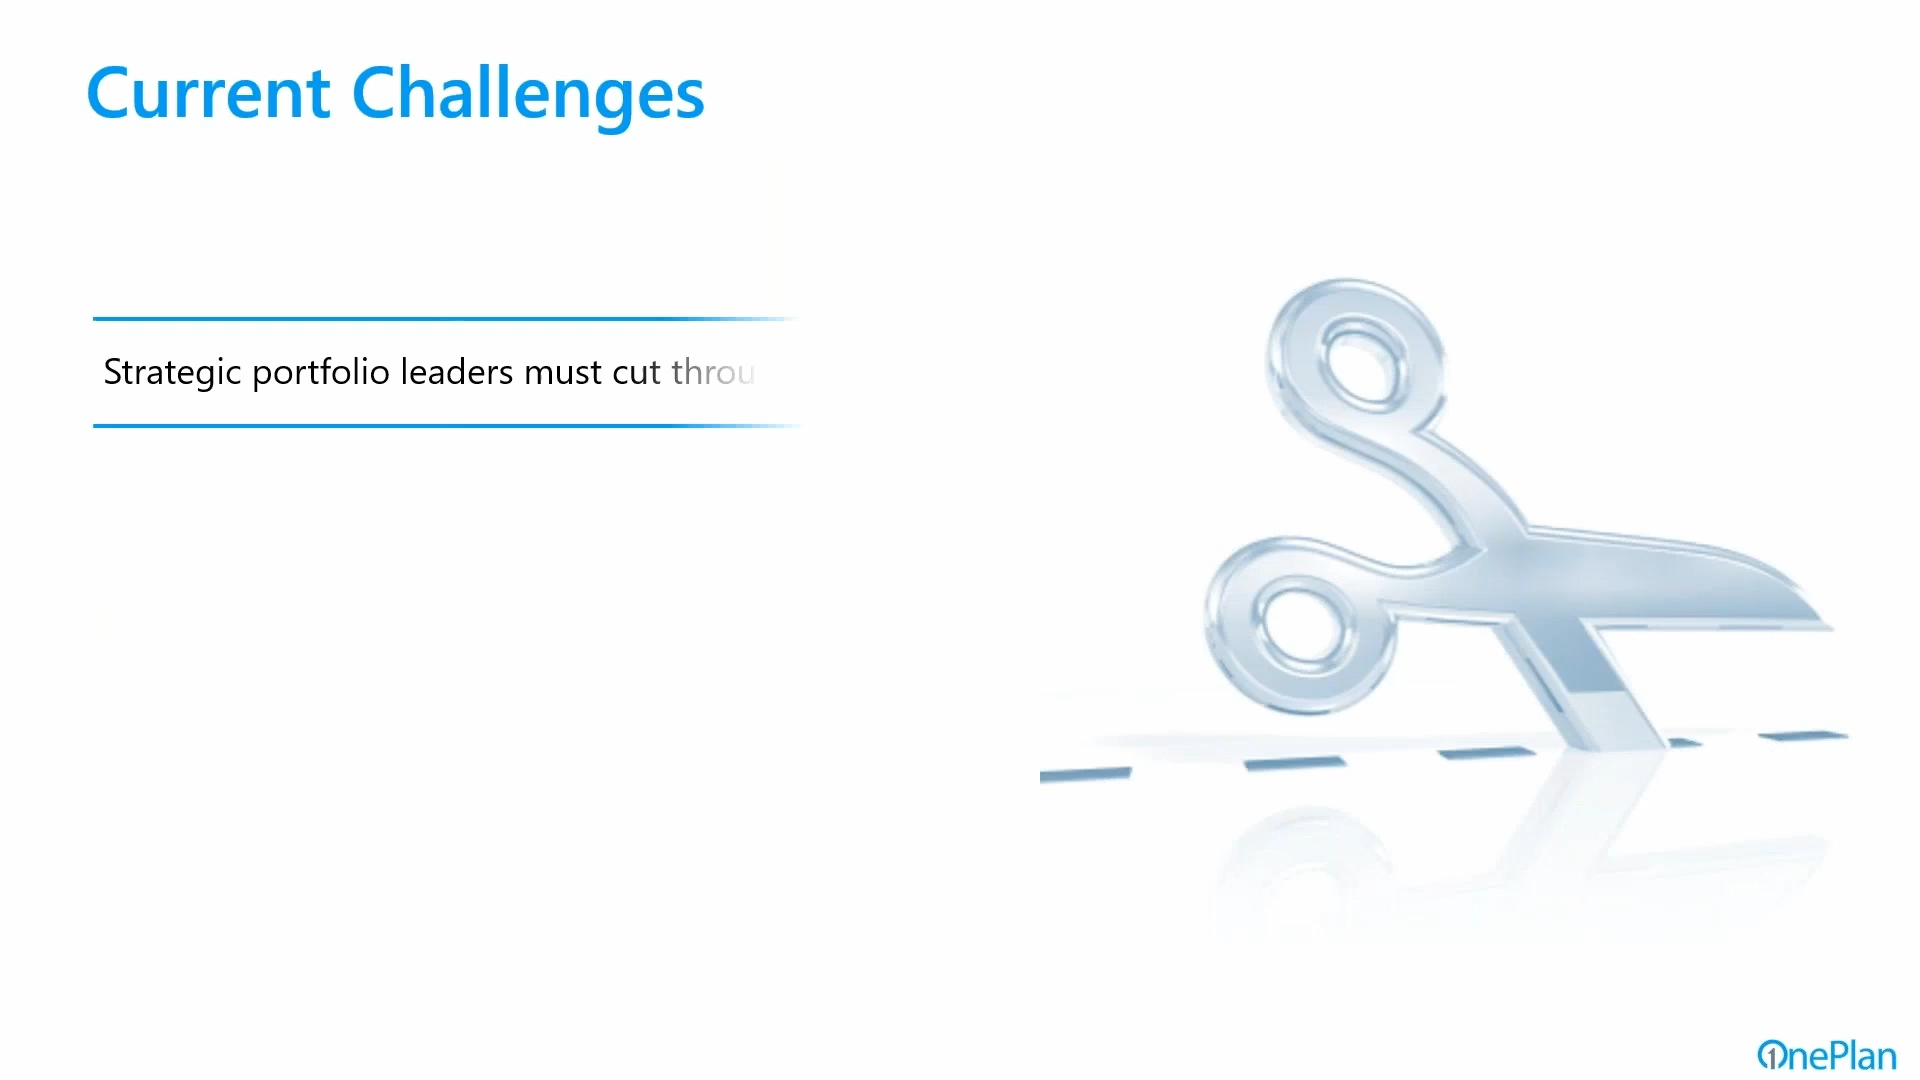 Current Challenges
Strategic portfolio leaders must cut throu
OnePlan